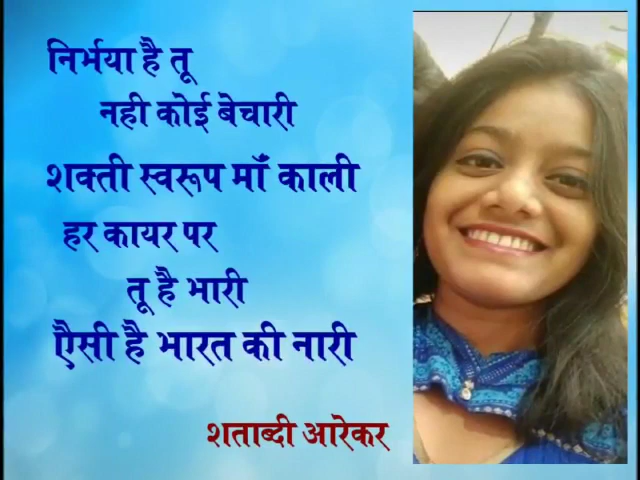 निर्भया है तू
नही कोई बेचारी
शक्ती स्वरूप मॉं काली
हर कायर पर
तू है भारी
ऐसी है भारत की नारी
शताब्दी आरेकर